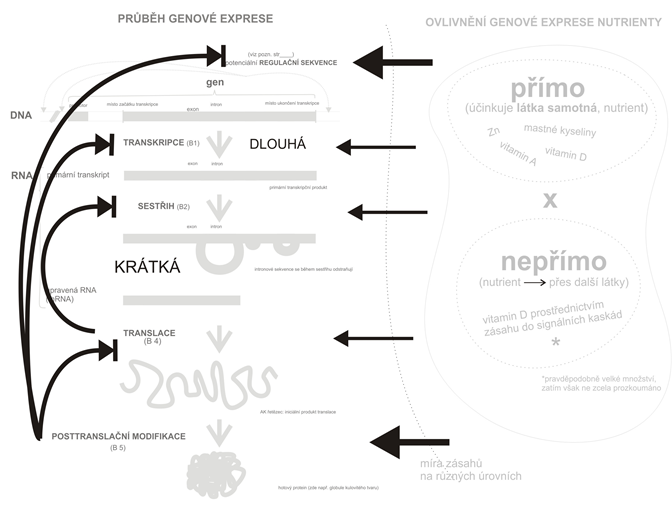 PRŮBĚH GENOVÉ EXPRESE
OVLIVNĚNÍ GENOVÉ EXPRESE NUTRIENTY
(viz pozn. str____)
potenciální REGULAČNÍ SEKVENCE
gen
místo začátku transkripce
exon
intron
místo ukončení transkripce
DNA
TRANSKRIPCE (B1)
DLOUHÁ
exon
intron
RNA
primární transkript
primární transkripční produkt
SESTŘIH (B2)
exon
intron
KRÁTKÁ
intronové sekvence se během sestřihu odstraňují
upravená RNA
(mRNA)
TRANSLACE
(B 4)
AK řetězec: iniciální produkt translace
POSTTRANSLAČNÍ MODIFIKACE
(B 5)
hotový protein (zde např. globule kulovitého tvaru)
přímo
(účinkuje látka samotná, nutrient)
Zn
mastné kyseliny
vitamin A
vitamin D
x
nepřímo
(nutrient → přes další látky)
vitamin D prostřednictvím
zásahu do signálních kaskád
*
*pravděpodobně velké množství,
zatím však ne zcela prozkoumáno
míra zásahů
na různých úrovních